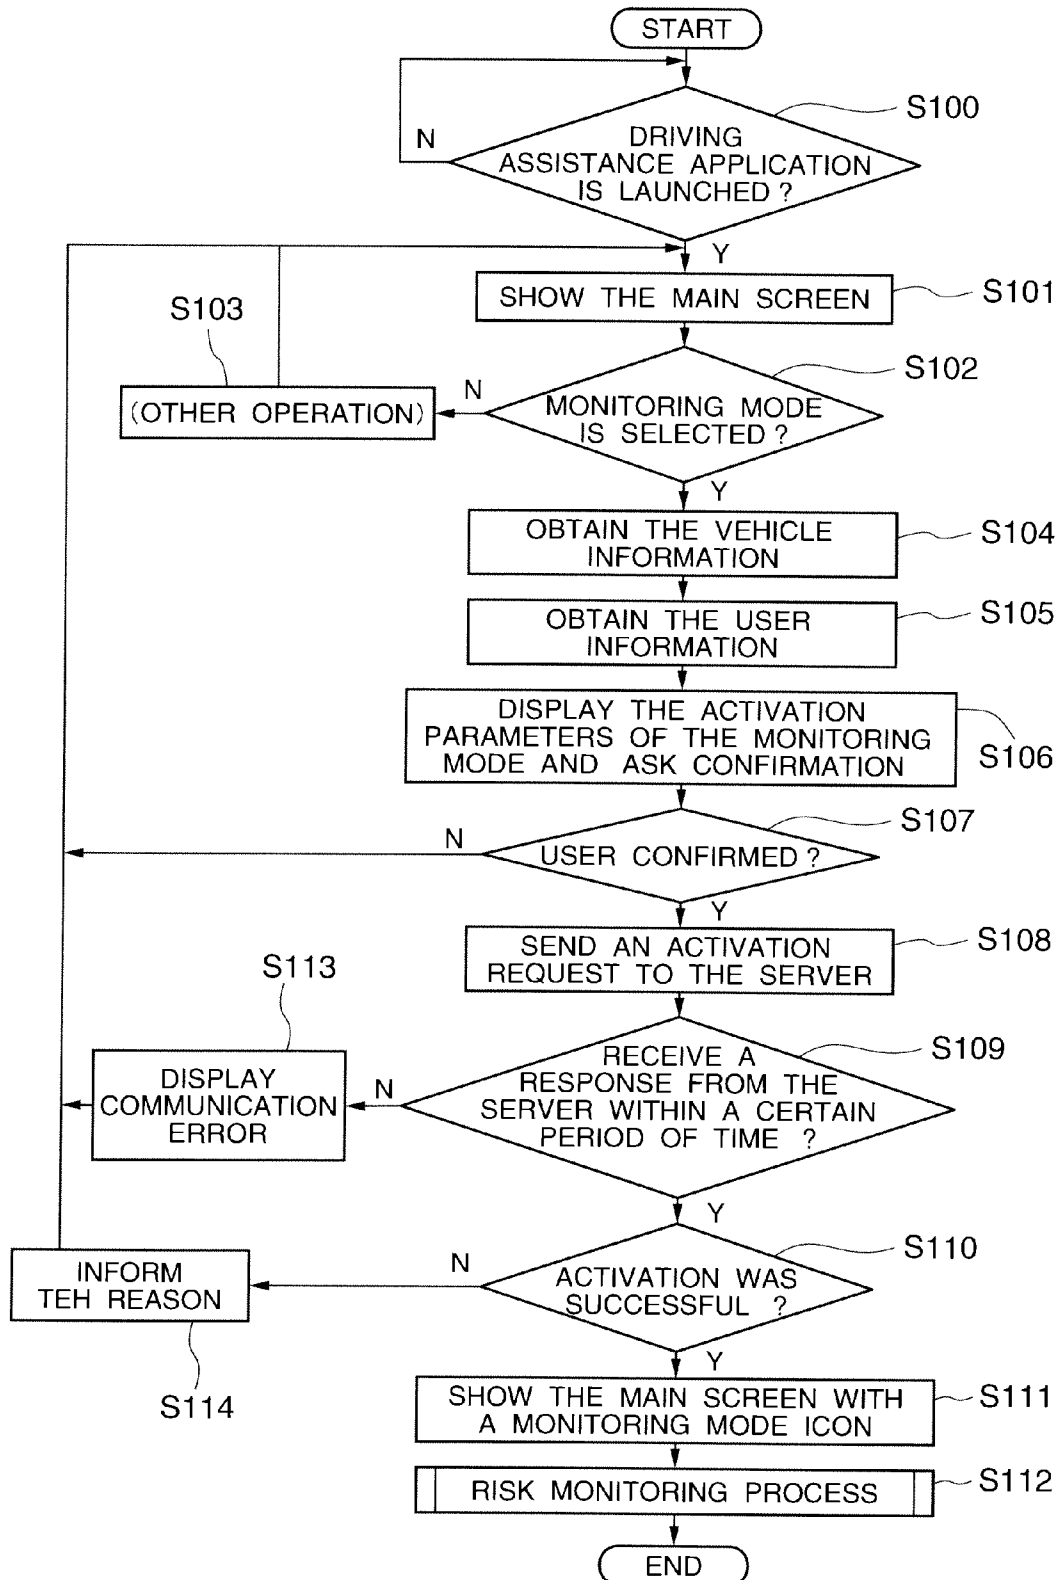 START
S100
N
DRIVING
ASSISTANCE APPLICATION
IS LAUNCHED?
Y
SHOW THE MAIN SCREEN
S101
S103
S102
N
(OTHER OPERATION)
MONITORING MODE
IS SELECTED?
Y
OBTAIN THE VEHICLE
INFORMATION
S104
OBTAIN THE USER
INFORMATION
S105
DISPLAY THE ACTIVATION
PARAMETERS OF THE MONITORING
MODE AND ASK CONFIRMATION
S106
S107
N
USER CONFIRMED?
Y
SEND AN ACTIVATION
REQUEST TO THE SERVER
S108
S113
S109
DISPLAY
COMMUNICATION
ERROR
N
RECEIVE A
RESPONSE FROM THE
SERVER WITHIN A CERTAIN
PERIOD OF TIME ?
Y
S110
INFORM
TEH REASON
N
ACTIVATION WAS
SUCCESSFUL ?
Y
S114
SHOW THE MAIN SCREEN WITH
A MONITORING MODE ICON
S111
RISK MONITORING PROCESS
S112
END